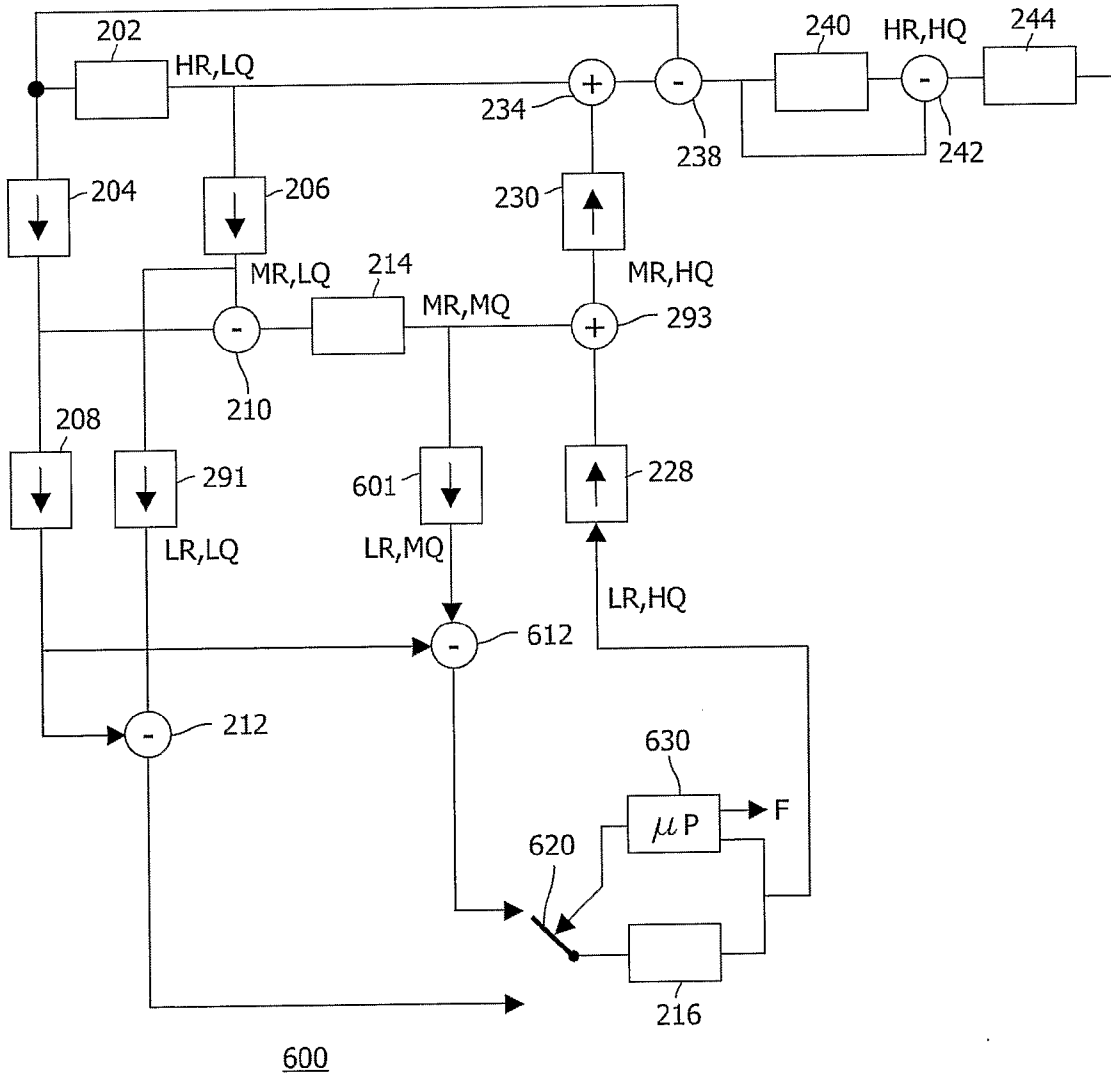 202
HR,LQ
+
234
-
238
240
HR,HQ
-
242
244
204
206
230
MR,LQ
214
MR,MQ
MR,HQ
-
210
+
293
208
291
601
228
LR,LQ
LR,MQ
LR,HQ
-
612
-
212
630
μP
F
620
216
600